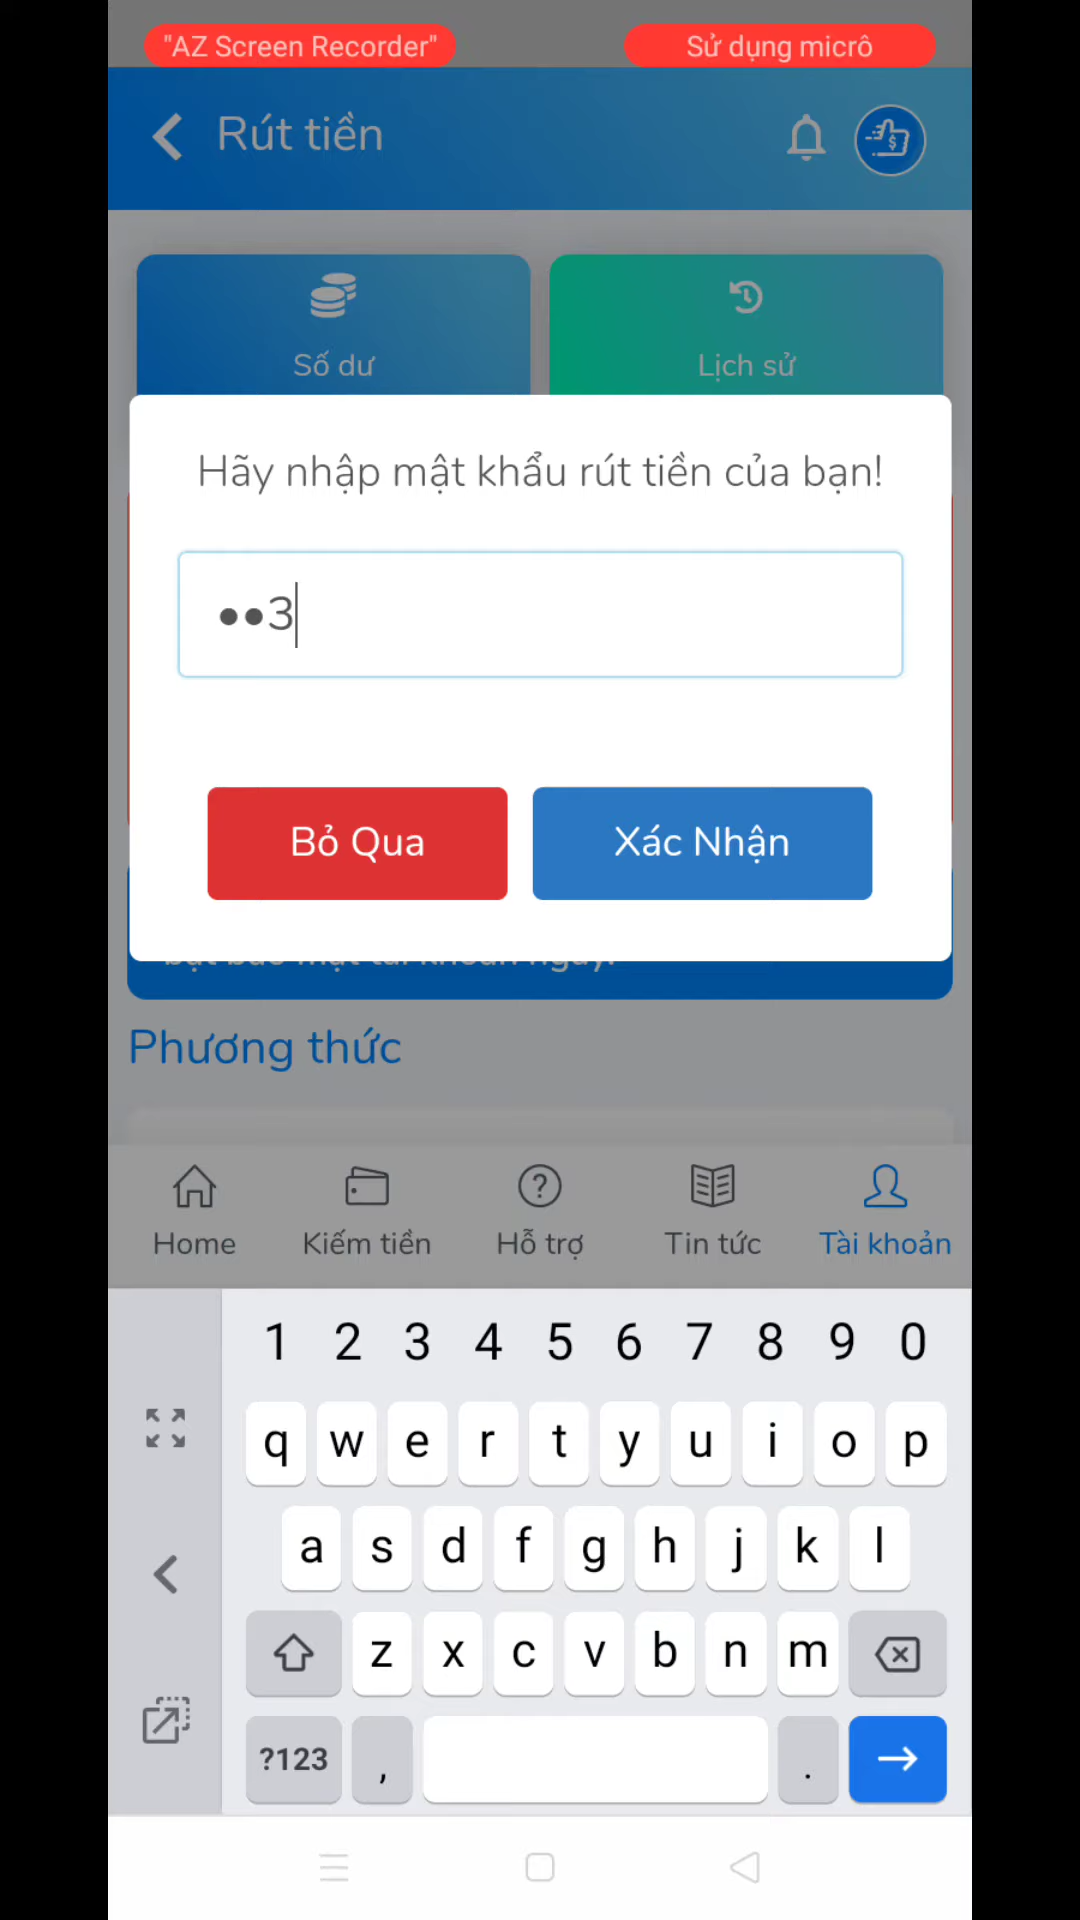 "AZ Screen Recorder" Sử dụng micrô
Rút tiền
Số dư Lịch sử
Hãy nhập mật khẩu rút tiền của bạn!
••3
Bỏ Qua Xác Nhận
Phương thức
Home Kiếm tiền Hỗ trợ Tin tức Tài khoản
1 2 3 4 5 6 7 8 9 0
q w e r t y u i o p
a s d f g h j k l
z x c v b n m
?123 , .